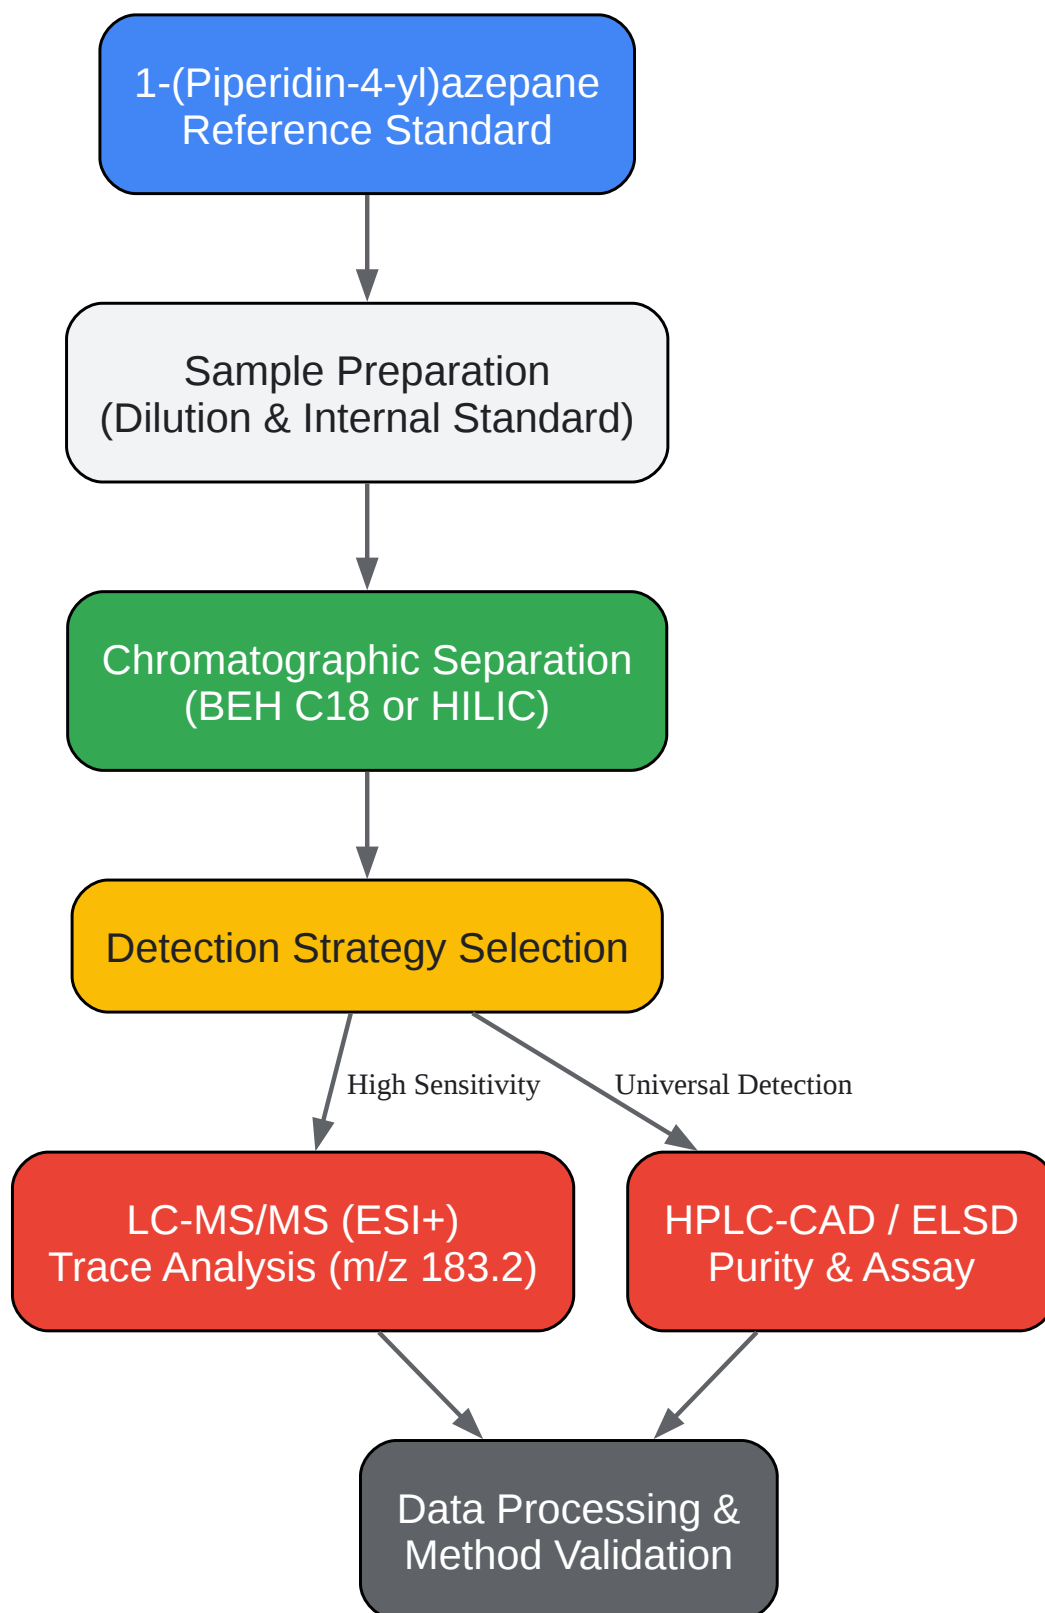 1-(Piperidin-4-yl)azepane
Reference Standard
Sample Preparation
(Dilution & Internal Standard)
Chromatographic Separation
(BEH C18 or HILIC)
Detection Strategy Selection
High Sensitivity
Universal Detection
LC-MS/MS (ESI+)
Trace Analysis (m/z 183.2)
HPLC-CAD / ELSD
Purity & Assay
Data Processing &
Method Validation